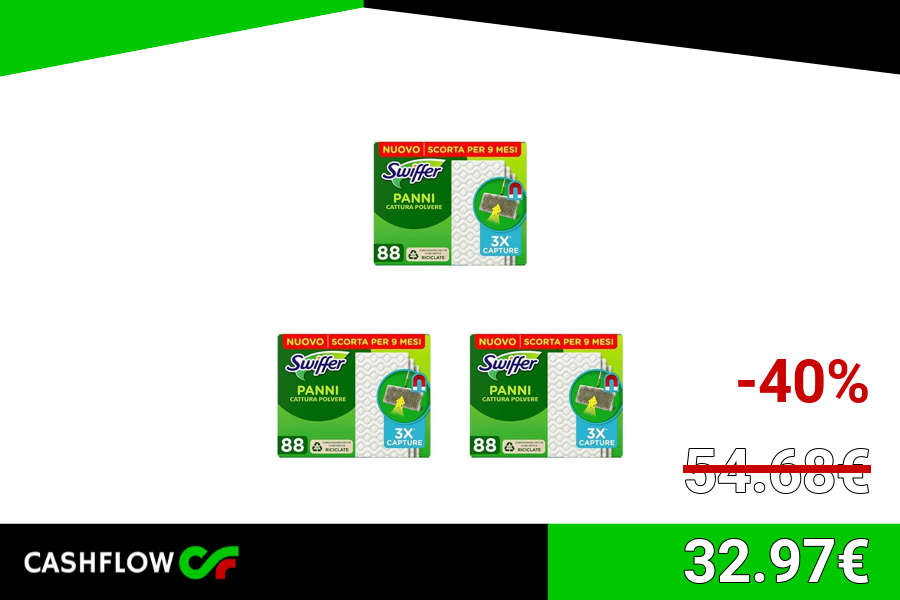 NUOVO SCORTA PER 9 MESI
Swiffer
PANNI
CATTURA POLVERE
3X
CAPTURE
88
RICICLATE
NUOVO SCORTA PER 9 MESI
Swiffer
PANNI
CATTURA POLVERE
3X
CAPTURE
88
RICICLATE
NUOVO SCORTA PER 9 MESI
Swiffer
PANNI
CATTURA POLVERE
3X
CAPTURE
88
RICICLATE
-40%
54.68€
CASHFLOW
32.97€